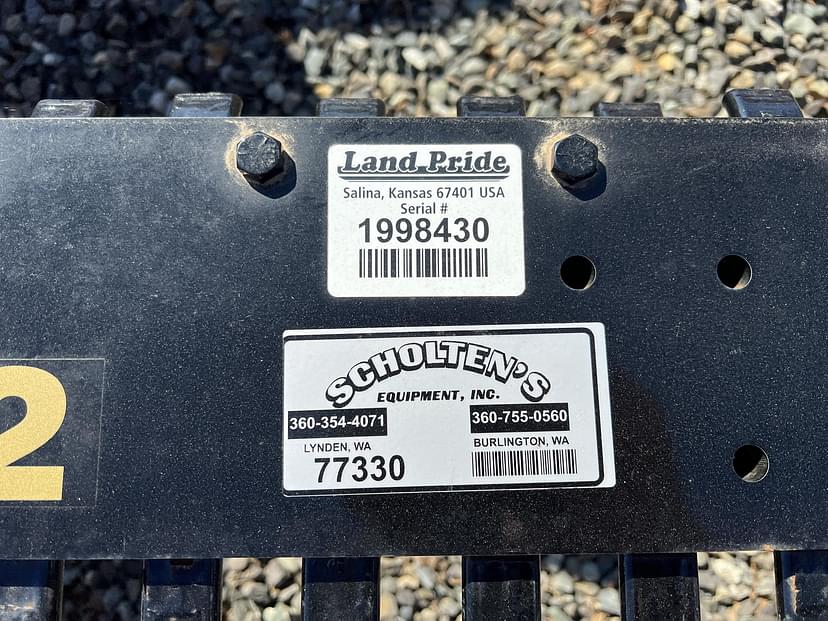 Land Pride
Salina, Kansas 67401 USA
Serial #
1998430
2
SCHOLTEN'S
EQUIPMENT, INC.
360-354-4071 360-755-0560
LYNDEN, WA BURLINGTON, WA
77330